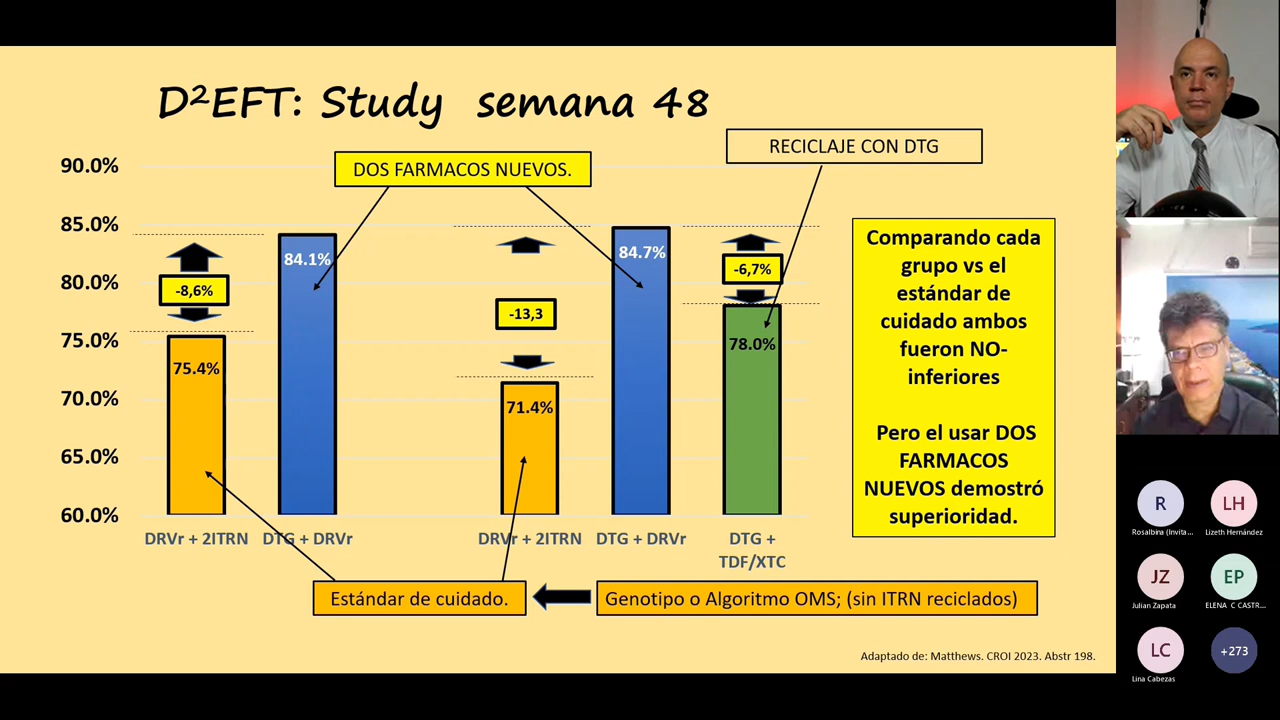 D²EFT: Study semana 48
RECICLAJE CON DTG
DOS FARMACOS NUEVOS.
90.0%
85.0%
80.0%
75.0%
70.0%
65.0%
60.0%
-8,6%
75.4%
84.1%
-13,3
71.4%
84.7%
-6,7%
78.0%
DRVr + 2ITRN
DTG + DRVr
DRVr + 2ITRN
DTG + DRVr
DTG +
TDF/XTC
Comparando cada
grupo vs el
estándar de
cuidado ambos
fueron NO-
inferiores
Pero el usar DOS
FARMACOS
NUEVOS demostró
superioridad.
Estándar de cuidado.
Genotipo o Algoritmo OMS; (sin ITRN reciclados)
Adaptado de: Matthews. CROI 2023. Abstr 198.
R
LH
Rosalbina (Invita...
Lizeth Hernández
JZ
EP
Julian Zapata
ELENA C CASTR...
LC
+273
Lina Cabezas